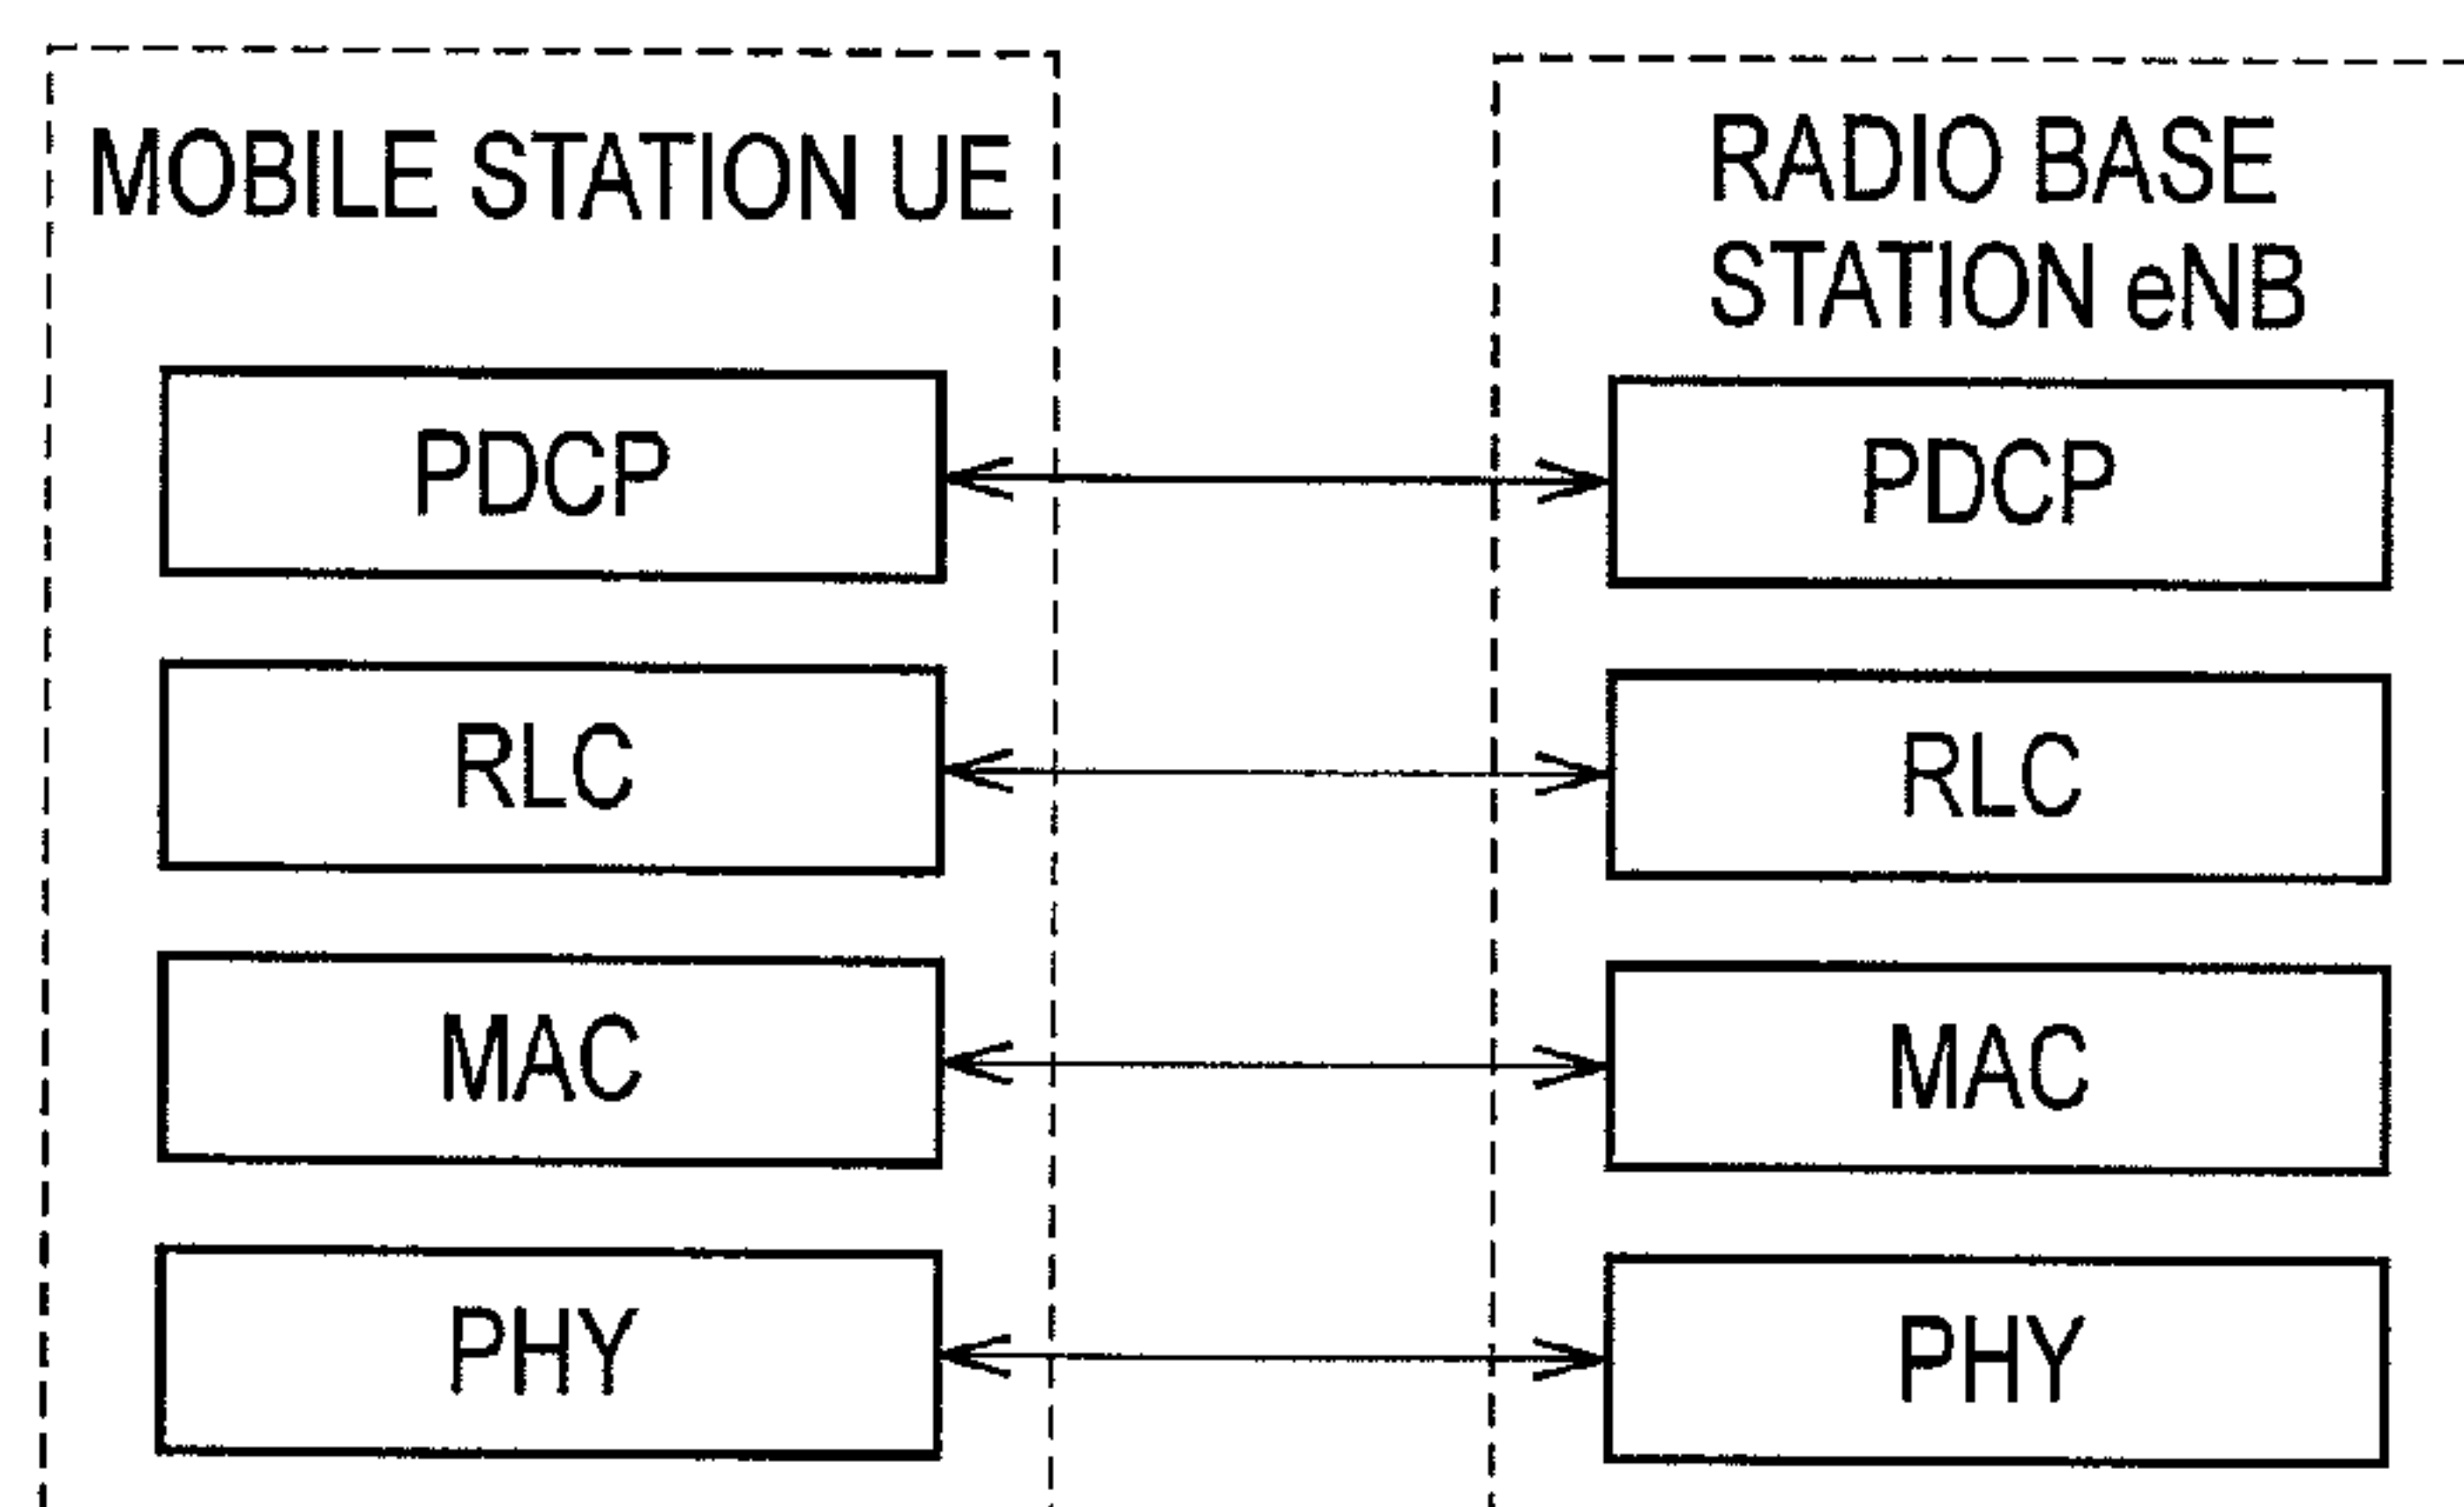 MOBILE STATION UE
RADIO BASE
STATION eNB
PDCP
PDCP
RLC
RLC
MAC
MAC
PHY
PHY